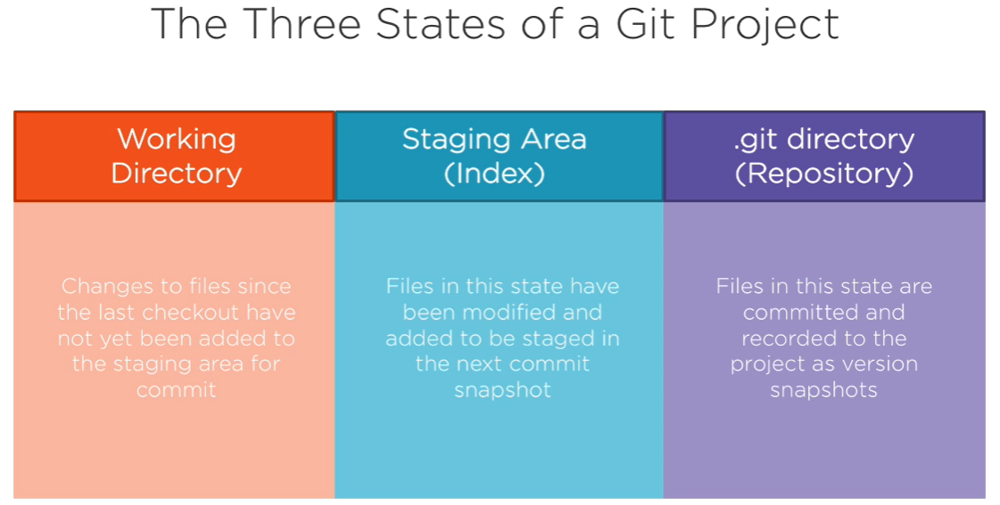 The Three States of a Git Project
Working
Directory
Staging Area
(Index)
.git directory
(Repository)
Changes to files since
the last checkout have
not yet been added to
the staging area for
commit
Files in this state have
been modified and
added to be staged in
the next commit
snapshot
Files in this state are
committed and
recorded to the
project as version
snapshots